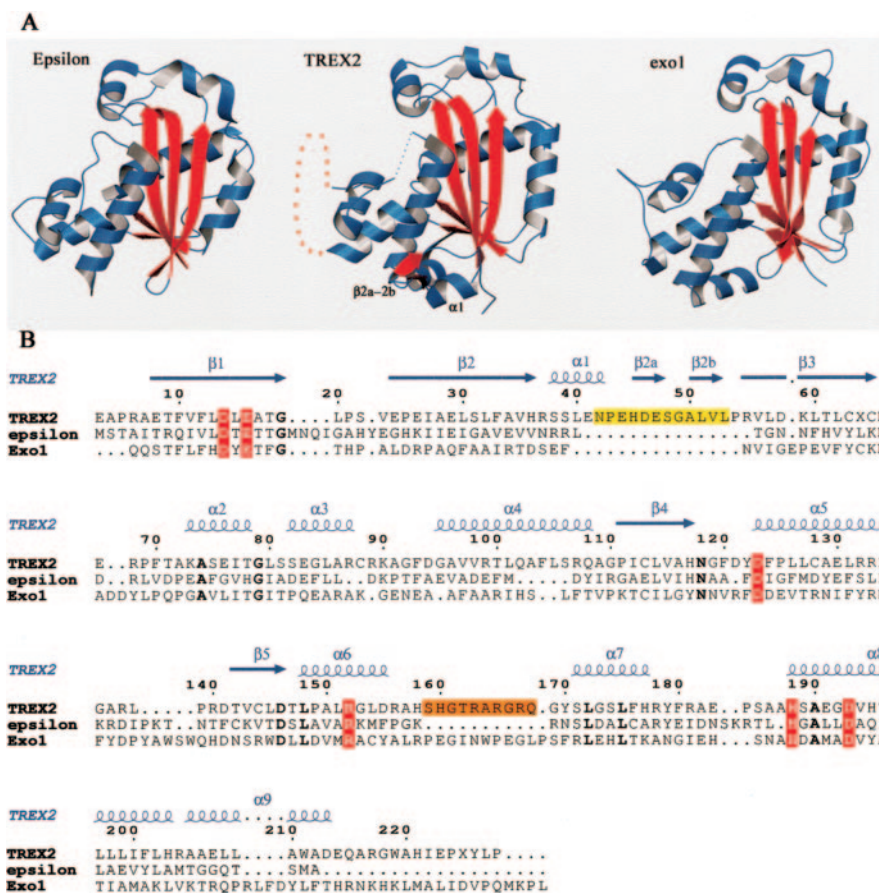 A
Epsilon TREX2 exo1
β2a-2b
α1
B
β1 β2 α1 β2a β2b β3
TREX2
10 20 30 40 50 60
TREX2 EAPRAETFVFLDLEATG....LPS.VEPEIAELSLFAVHRSSLENPEHDESGALVLPRVLD.KLTLCXC
epsilon MSTAITRQIVLDTETTGMNQIGAHYEGHKIIEIGAVEVVNRRL..............TGN.NFHVYLK
Exo1 ..QQSTFLFHDYETFG....THP.ALDRPAQFAAIRTDSEF..............NVIGEPEVFYCK
α2 α3 α4 β4 α5
TREX2
70 80 90 100 110 120 130
TREX2 E..RPFTAKASEITGLSSEGLARCRKAGFDGAVVRTLQAFLSRQAGPICLVAHNGFDYDFPLLCAELRR
epsilon D..RLVDPEAFGVHGIADEFLL..DKPTFAEVADEFM....DYIRGAELVIHNAA.FDIGFMDYEFSL
Exo1 ADDYLPQPGAVLITGITPQEARAK.GENEA.AFAARIHS..LFTVPKTCILGYNNVRFDDEVTRNIFYR
β5 α6 α7 α8
TREX2
140 150 160 170 180 190
TREX2 GARL.....PRDTVCLDTLPALRGLDRAHSHGTRARGRQ.GYSLGSLFHRYFRAE..PSAAHSAEGDVH
epsilon KRDIPKT..NTFCKVTDSLAVARKMFPGK..........RNSLDALCARYEIDNSKRTLHGALLDAQ
Exo1 FYDPYAWSWQHDNSRWDLLDVMRACYALRPEGINWPEGLPSFRLEHLTKANGIEH...SNAHDAMADVY
α9
TREX2
200 210 220
TREX2 LLLIFLHRAAELL....AWADEQARGWAHIEPXYLP....
epsilon LAEVYLAMTGGQT....SMA....................
Exo1 TIAMAKLVKTRQPRLFDYLFTHRNKHKLMALIDVPQMKPL